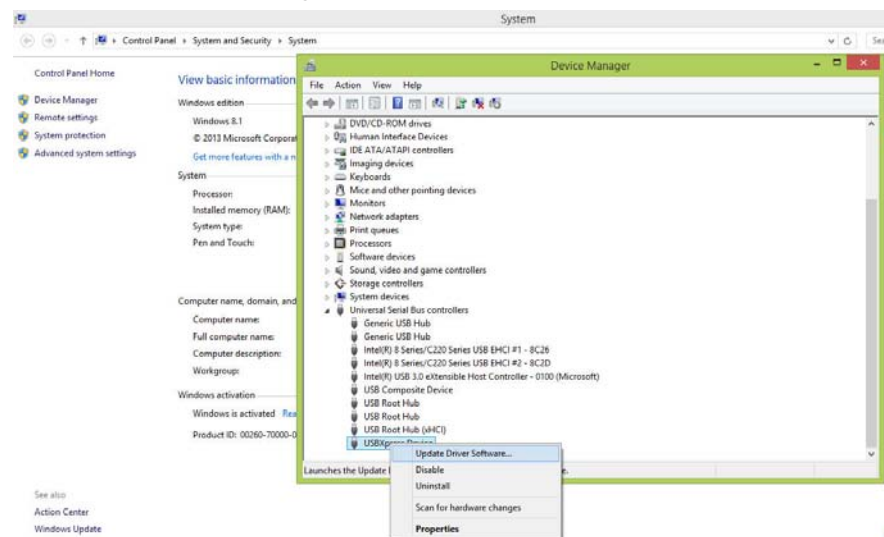 System
Control Panel › System and Security › System
Control Panel Home
Device Manager
Remote settings
System protection
Advanced system settings
See also
Action Center
Windows Update
View basic information
Windows edition
Windows 8.1
© 2013 Microsoft
Get more features with a
System
Processor:
Installed memory (RAM):
System type:
Pen and Touch:
Computer name, domain, and
Computer name:
Full computer name:
Computer description:
Workgroup:
Windows activation
Windows is activated
Product ID: 00260-70000-0
Device Manager
File Action View Help
DVD/CD-ROM drives
Human Interface Devices
IDE ATA/ATAPI controllers
Imaging devices
Keyboards
Mice and other pointing devices
Monitors
Network adapters
Print queues
Processors
Software devices
Sound, video and game controllers
Storage controllers
System devices
Universal Serial Bus controllers
Generic USB Hub
Generic USB Hub
Intel(R) 8 Series/C220 Series USB EHCI #1 - 8C26
Intel(R) 8 Series/C220 Series USB EHCI #2 - 8C2D
Intel(R) USB 3.0 eXtensible Host Controller - 0100 (Microsoft)
USB Composite Device
USB Root Hub
USB Root Hub
USB Root Hub (xHCI)
USBXpress Device
Launches the Update
Update Driver Software...
Disable
Uninstall
Scan for hardware changes
Properties